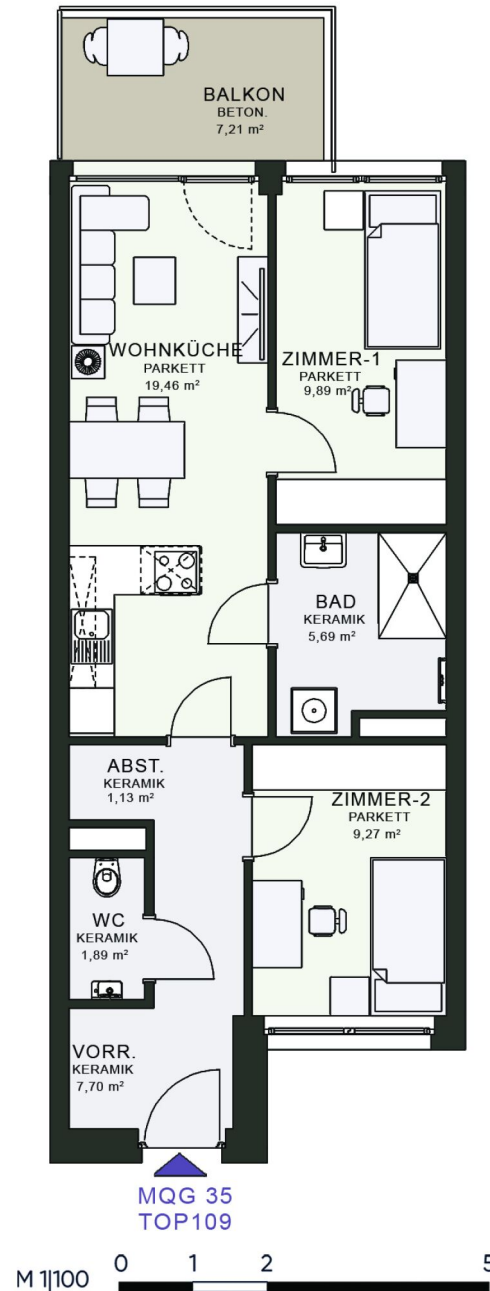 BALKON
BETON.
7,21 m²
WOHNKÜCHE
PARKETT
19,46 m²
ZIMMER-1
PARKETT
9,89 m²
BAD
KERAMIK
5,69 m²
ABST.
KERAMIK
1,13 m²
ZIMMER-2
PARKETT
9,27 m²
WC
KERAMIK
1,89 m²
VORR.
KERAMIK
7,70 m²
MQG 35
TOP109
M 1|100 0 1 2 5